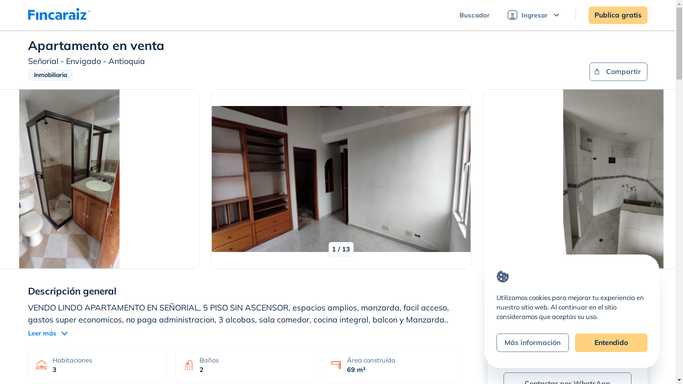 Fincaraiz
Buscador
Ingresar
Publica gratis
Apartamento en venta
Señorial - Envigado - Antioquia
Inmobiliaria
Compartir
1 / 13
Descripción general
VENDO LINDO APARTAMENTO EN SEÑORIAL, 5 PISO SIN ASCENSOR, espacios amplios, manzarda, facil acceso,
gastos super economicos, no paga administracion. 3 alcobas, sala comedor, cocina integral, balcon y Manzarda..
Leer más
Habitaciones
3
Baños
2
Área construida
69 m²
Utilizamos cookies para mejorar tu experiencia en
nuestro sitio web. Al continuar en el sitio
consideramos que aceptas su uso.
Más información
Entendido
Contactar por WhatsApp